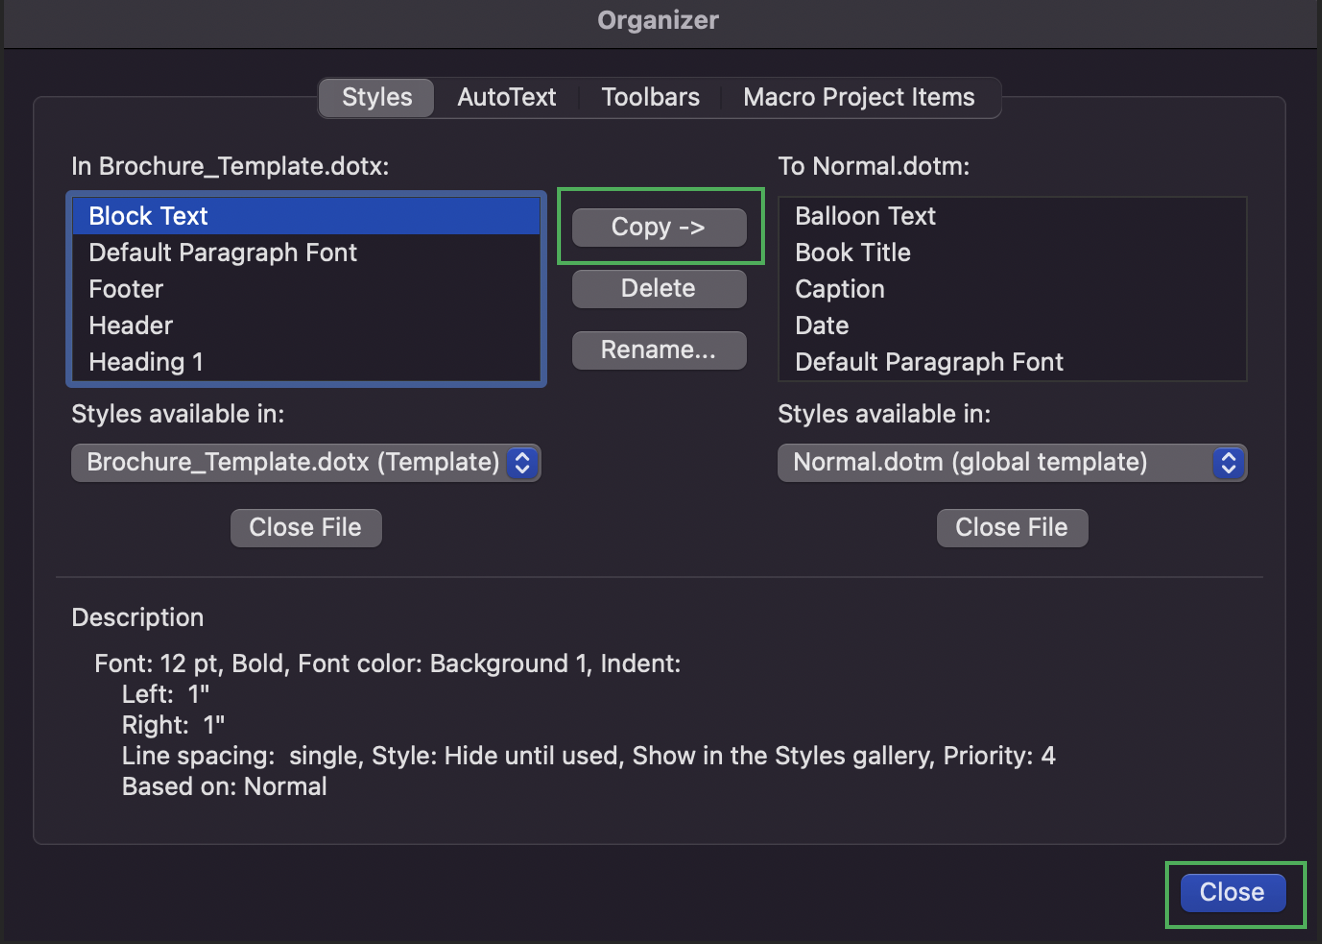 Organizer
Styles AutoText Toolbars Macro Project Items
In Brochure_Template.dotx:
Block Text
Default Paragraph Font
Footer
Header
Heading 1
Styles available in:
Brochure_Template.dotx (Template)
Close File
Copy ->
Delete
Rename...
To Normal.dotm:
Balloon Text
Book Title
Caption
Date
Default Paragraph Font
Styles available in:
Normal.dotm (global template)
Close File
Description
Font: 12 pt, Bold, Font color: Background 1, Indent:
Left:  1"
Right:  1"
Line spacing:  single, Style: Hide until used, Show in the Styles gallery, Priority: 4
Based on: Normal
Close